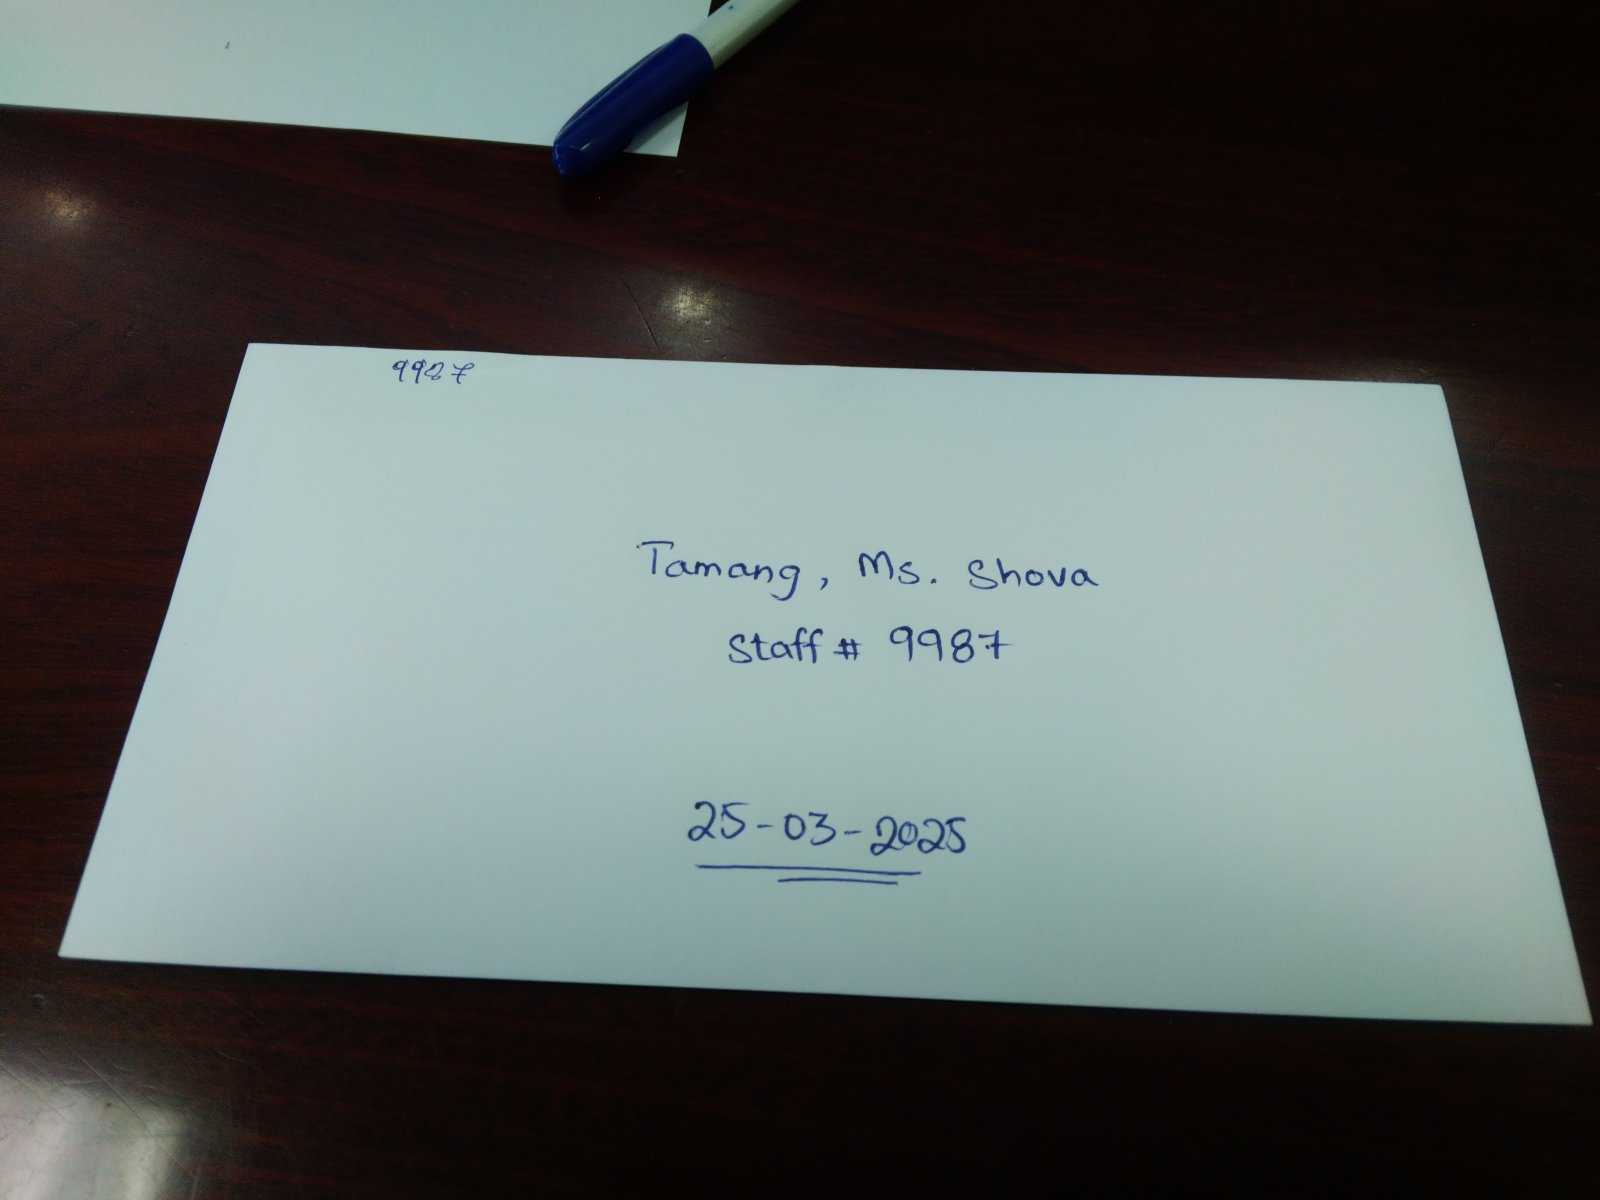 9987
Tamang, Ms. Shova
Staff # 9987
25-03-2025